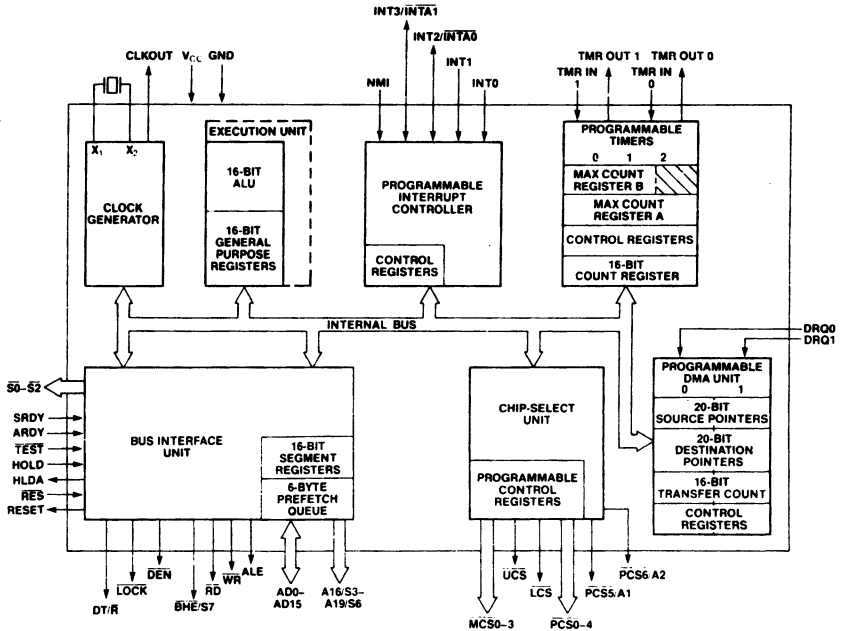 INT3/INTA1
INT2/INTA0
CLKOUT VCC GND
INT1
NMI
INT0
TMR OUT 1 TMR OUT 0
TMR IN 1
TMR IN 0
X1 X2
CLOCK
GENERATOR
EXECUTION UNIT
16-BIT
ALU
16-BIT
GENERAL
PURPOSE
REGISTERS
PROGRAMMABLE
INTERRUPT
CONTROLLER
CONTROL
REGISTERS
PROGRAMMABLE
TIMERS
0 1 2
MAX COUNT
REGISTER B
MAX COUNT
REGISTER A
CONTROL REGISTERS
16-BIT
COUNT REGISTER
INTERNAL BUS
DRQ0
DRQ1
S0-S2
SRDY
ARDY
TEST
HOLD
HLDA
RES
RESET
BUS INTERFACE
UNIT
16-BIT
SEGMENT
REGISTERS
6-BYTE
PREFETCH
QUEUE
CHIP-SELECT
UNIT
PROGRAMMABLE
CONTROL
REGISTERS
PROGRAMMABLE
DMA UNIT
0 1
20-BIT
SOURCE POINTERS
20-BIT
DESTINATION
POINTERS
16-BIT
TRANSFER COUNT
CONTROL
REGISTERS
DT/R
LOCK
DEN
BHE/S7
RD
WR
ALE
AD0-
AD15
A16/S3-
A19/S6
MCS0-3
UCS
LCS
PCS0-4
PCS5/A1
PCS6/A2